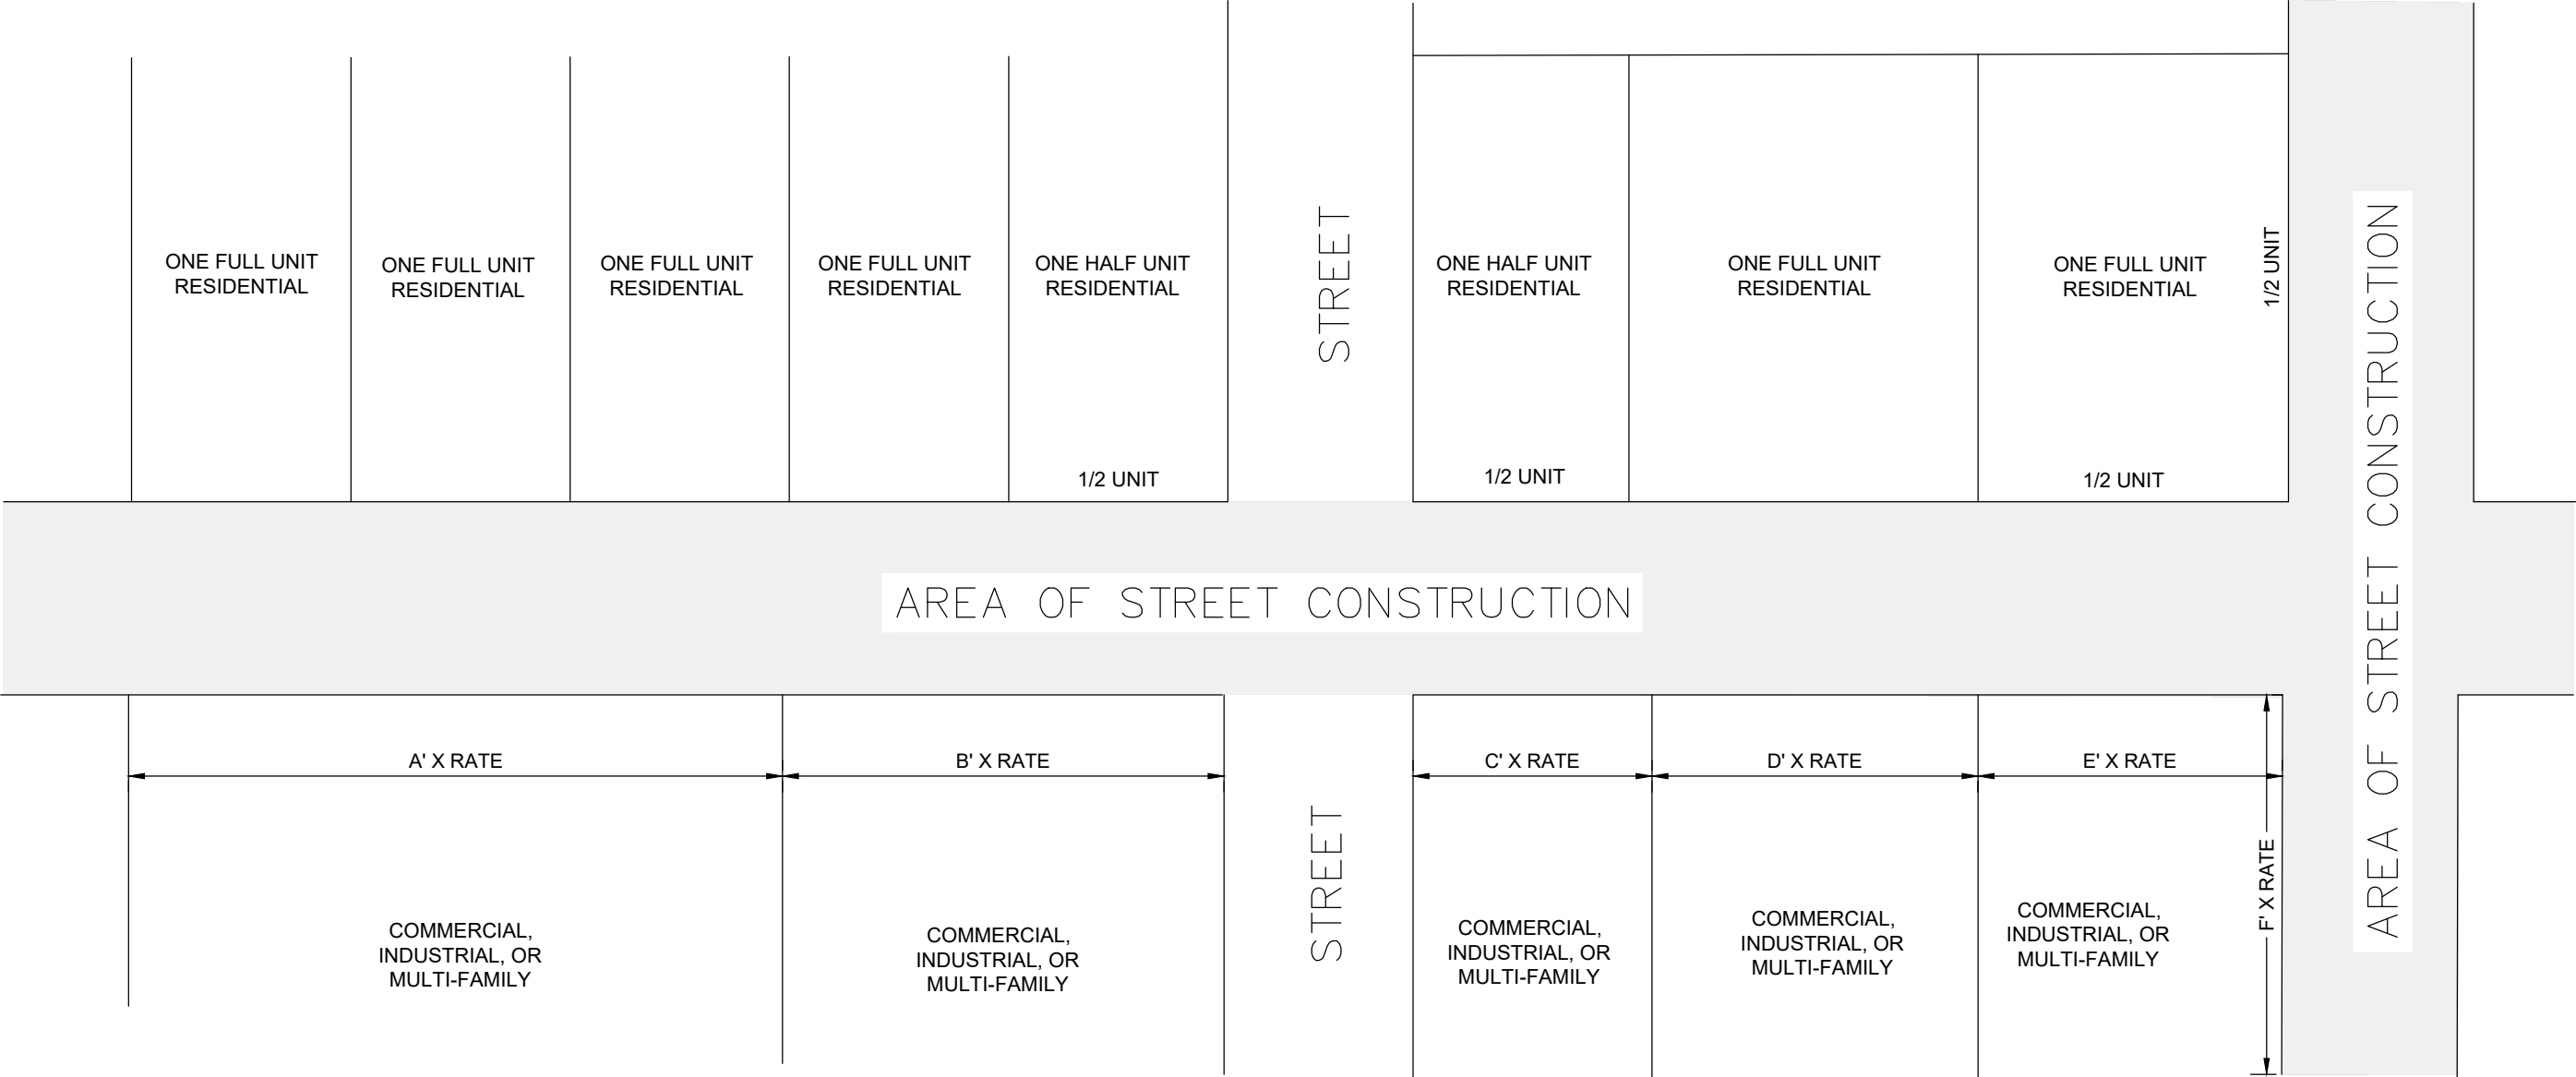 ONE FULL UNIT
RESIDENTIAL
ONE FULL UNIT
RESIDENTIAL
ONE FULL UNIT
RESIDENTIAL
ONE FULL UNIT
RESIDENTIAL
ONE HALF UNIT
RESIDENTIAL
1/2 UNIT
STREET
ONE HALF UNIT
RESIDENTIAL
1/2 UNIT
ONE FULL UNIT
RESIDENTIAL
ONE FULL UNIT
RESIDENTIAL
1/2 UNIT
1/2 UNIT
AREA OF STREET CONSTRUCTION
AREA OF STREET CONSTRUCTION
A' X RATE
COMMERCIAL,
INDUSTRIAL, OR
MULTI-FAMILY
B' X RATE
COMMERCIAL,
INDUSTRIAL, OR
MULTI-FAMILY
STREET
C' X RATE
COMMERCIAL,
INDUSTRIAL, OR
MULTI-FAMILY
D' X RATE
COMMERCIAL,
INDUSTRIAL, OR
MULTI-FAMILY
E' X RATE
COMMERCIAL,
INDUSTRIAL, OR
MULTI-FAMILY
F' X RATE